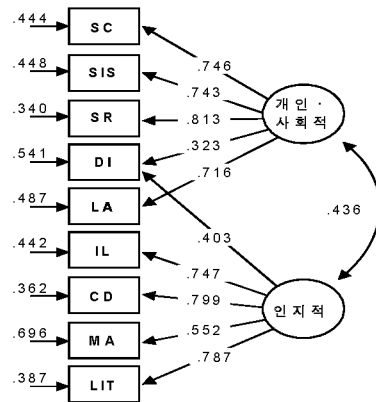 .444 SC
.746
.448 SIS
.743
개인 ·
.340 SR
.813
사회적
.541 DI
.323
.487 LA
.716
.436
.403
.442 IL
.747
.362 CD
.799
인지적
.696 MA
.552
.387 LIT
.787